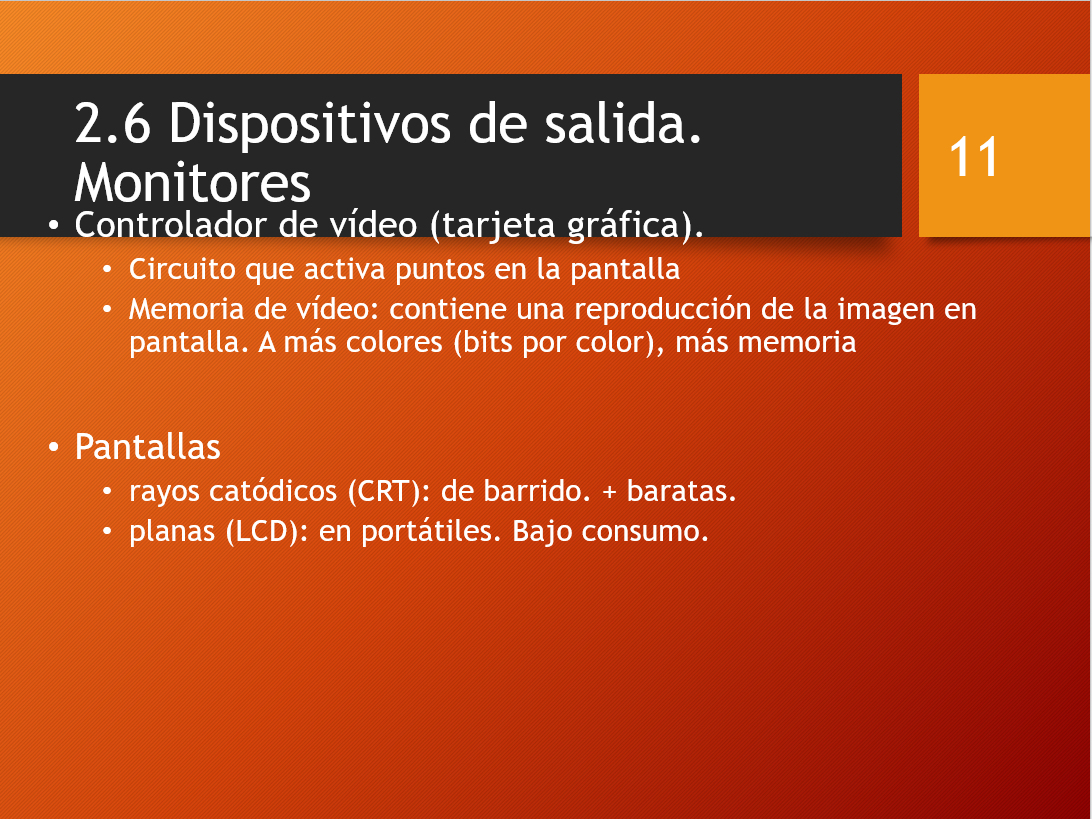 2.6 Dispositivos de salida.
Monitores
11
• Controlador de vídeo (tarjeta gráfica).
• Circuito que activa puntos en la pantalla
• Memoria de vídeo: contiene una reproducción de la imagen en
pantalla. A más colores (bits por color), más memoria
• Pantallas
• rayos catódicos (CRT): de barrido. + baratas.
• planas (LCD): en portátiles. Bajo consumo.